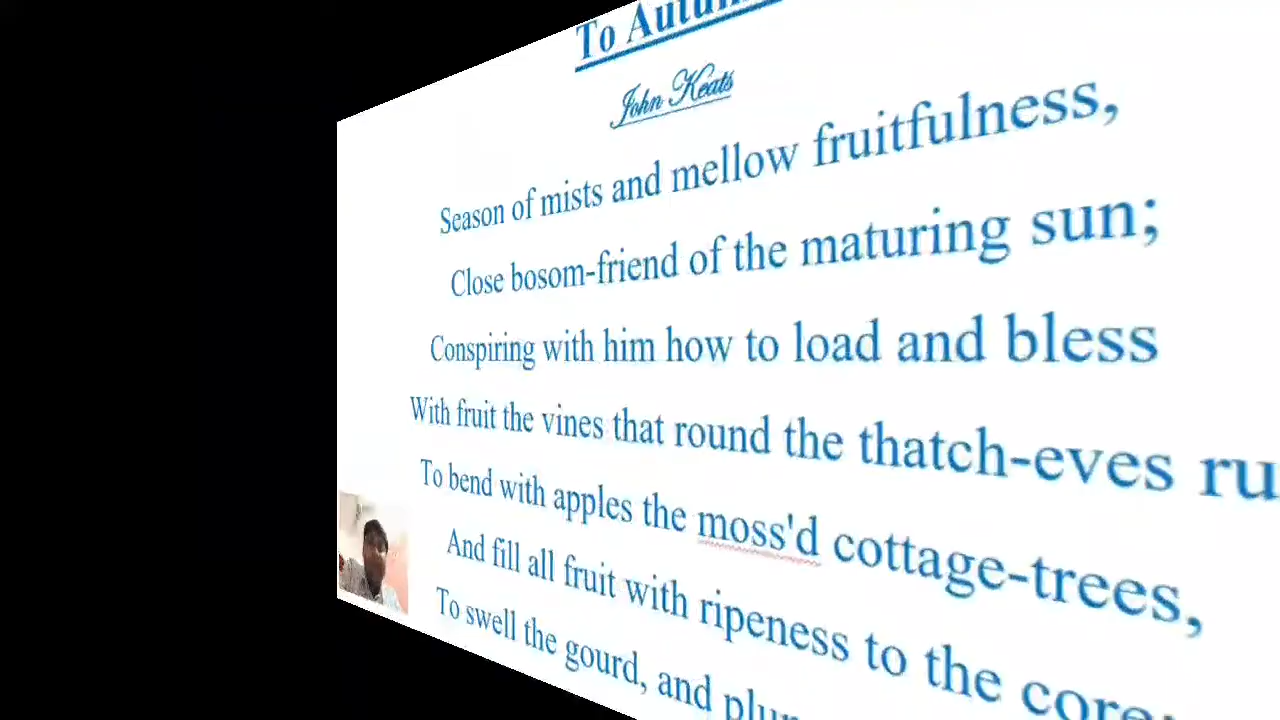 To Autum
John Keats
Season of mists and mellow fruitfulness,
Close bosom-friend of the maturing sun;
Conspiring with him how to load and bless
With fruit the vines that round the thatch-eves ru
To bend with apples the moss'd cottage-trees,
And fill all fruit with ripeness to the core;
To swell the gourd, and plu